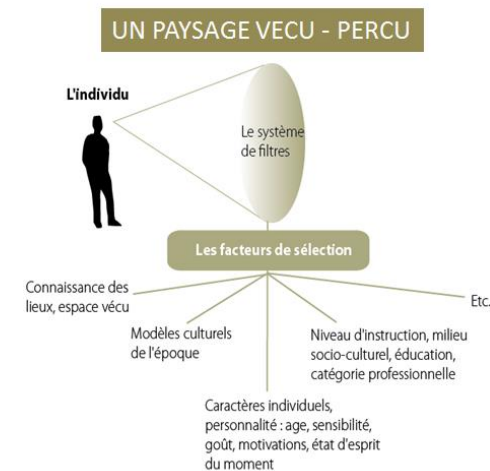 UN PAYSAGE VECU - PERCU
L'individu
Le système
de filtres
Les facteurs de sélection
Connaissance des
lieux, espace vécu
Modèles culturels
de l'époque
Caractères individuels,
personnalité : age, sensibilité,
goût, motivations, état d'esprit
du moment
Niveau d'instruction, milieu
socio-culturel, éducation,
catégorie professionnelle
Etc.